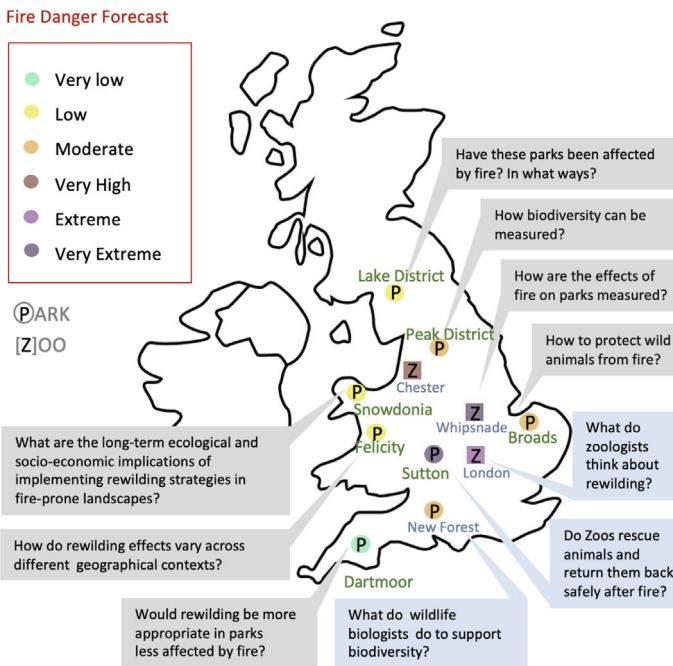 Fire Danger Forecast
Very low
Low
Moderate
Very High
Extreme
Very Extreme
PARK
[Z]OO
Have these parks been affected
by fire? In what ways?
How biodiversity can be
measured?
How are the effects of
fire on parks measured?
How to protect wild
animals from fire?
Lake District
P
Peak District
P
Z
Chester
P
Snowdonia
Z
Whipsnade
P
Broads
P
Felicity
P
Sutton
Z
London
P
New Forest
P
Dartmoor
What are the long-term ecological and
socio-economic implications of
implementing rewilding strategies in
fire-prone landscapes?
What do
zoologists
think about
rewilding?
How do rewilding effects vary across
different geographical contexts?
Do Zoos rescue
animals and
return them back
safely after fire?
Would rewilding be more
appropriate in parks
less affected by fire?
What do wildlife
biologists do to support
biodiversity?